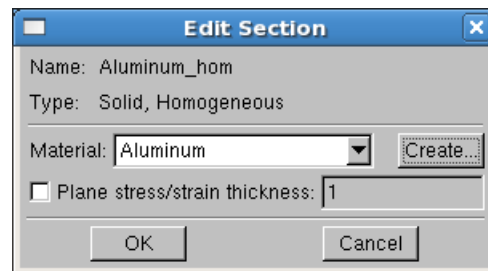 Edit Section
Name: Aluminum_hom
Type: Solid, Homogeneous
Material: Aluminum Create...
Plane stress/strain thickness: 1
OK Cancel